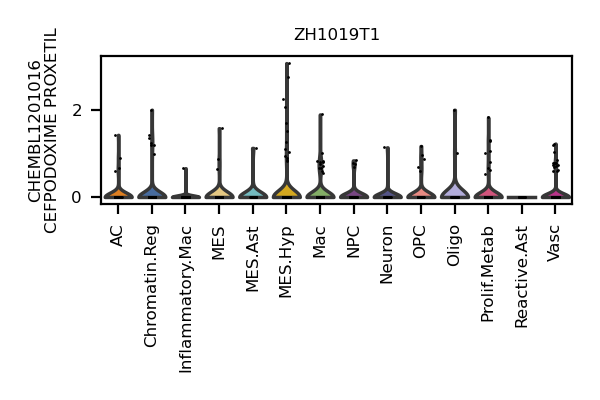 ZH1019T1
CHEMBL1201016
CEFPODOXIME PROXETIL
2
0
AC
Chromatin.Reg
Inflammatory.Mac
MES
MES.Ast
MES.Hyp
Mac
NPC
Neuron
OPC
Oligo
Prolif.Metab
Reactive.Ast
Vasc